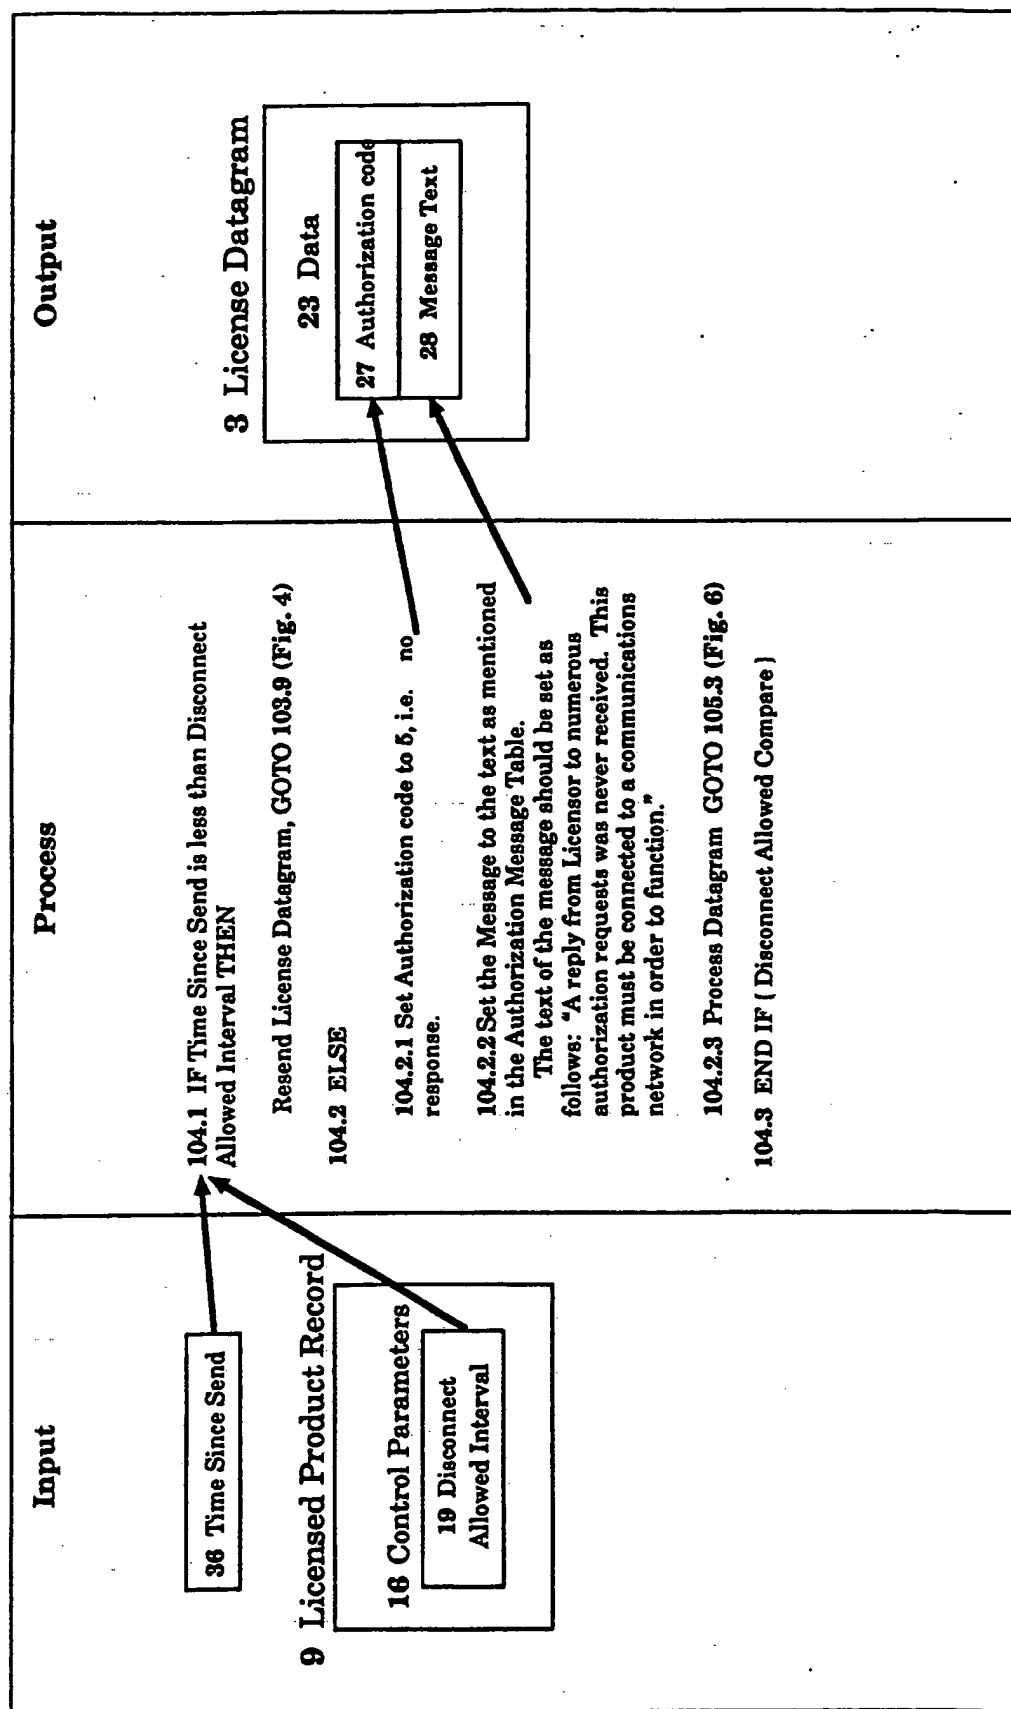 Input
36 Time Since Send
9 Licensed Product Record
16 Control Parameters
19 Disconnect
Allowed Interval
Process
104.1 IF Time Since Send is less than Disconnect
Allowed Interval THEN
Resend License Datagram, GOTO 103.9 (Fig. 4)
104.2 ELSE
104.2.1 Set Authorization code to 5, i.e. no
response.
104.2.2 Set the Message to the text as mentioned
in the Authorization Message Table.
The text of the message should be set as
follows: “A reply from Licensor to numerous
authorization requests was never received. This
product must be connected to a communications
network in order to function.”
104.2.3 Process Datagram GOTO 105.3 (Fig. 6)
104.3 END IF { Disconnect Allowed Compare }
Output
3 License Datagram
23 Data
27 Authorization code
28 Message Text